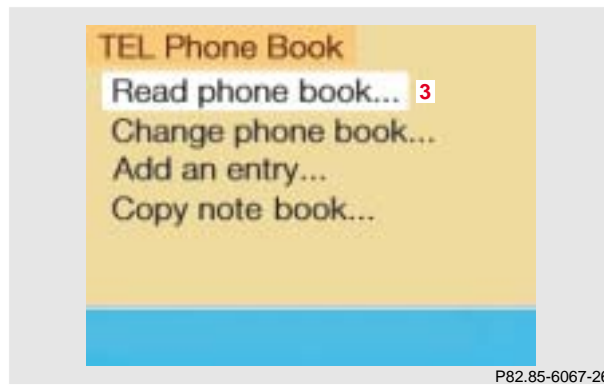 TEL Phone Book
Read phone book... 3
Change phone book...
Add an entry...
Copy note book...
P82.85-6067-26